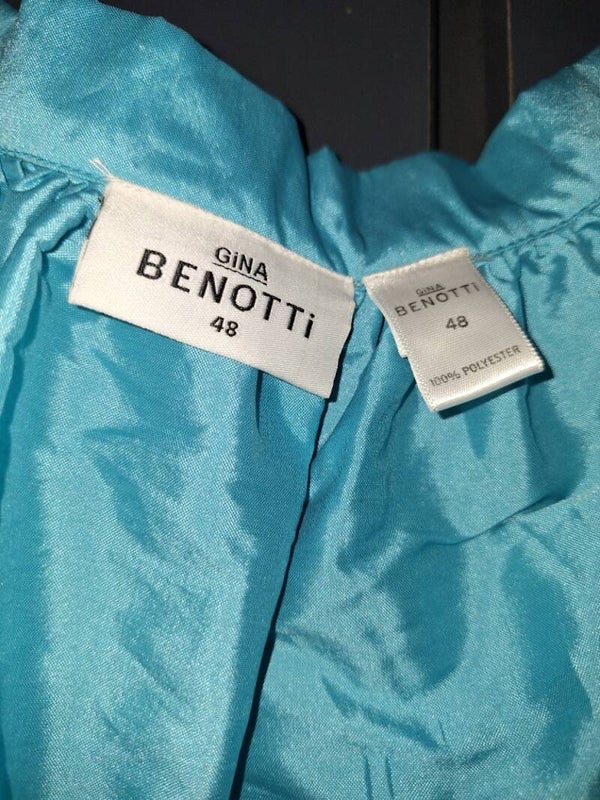 GiNA
BENOTTi
48
GiNA
BENOTTi
48
100% POLYESTER